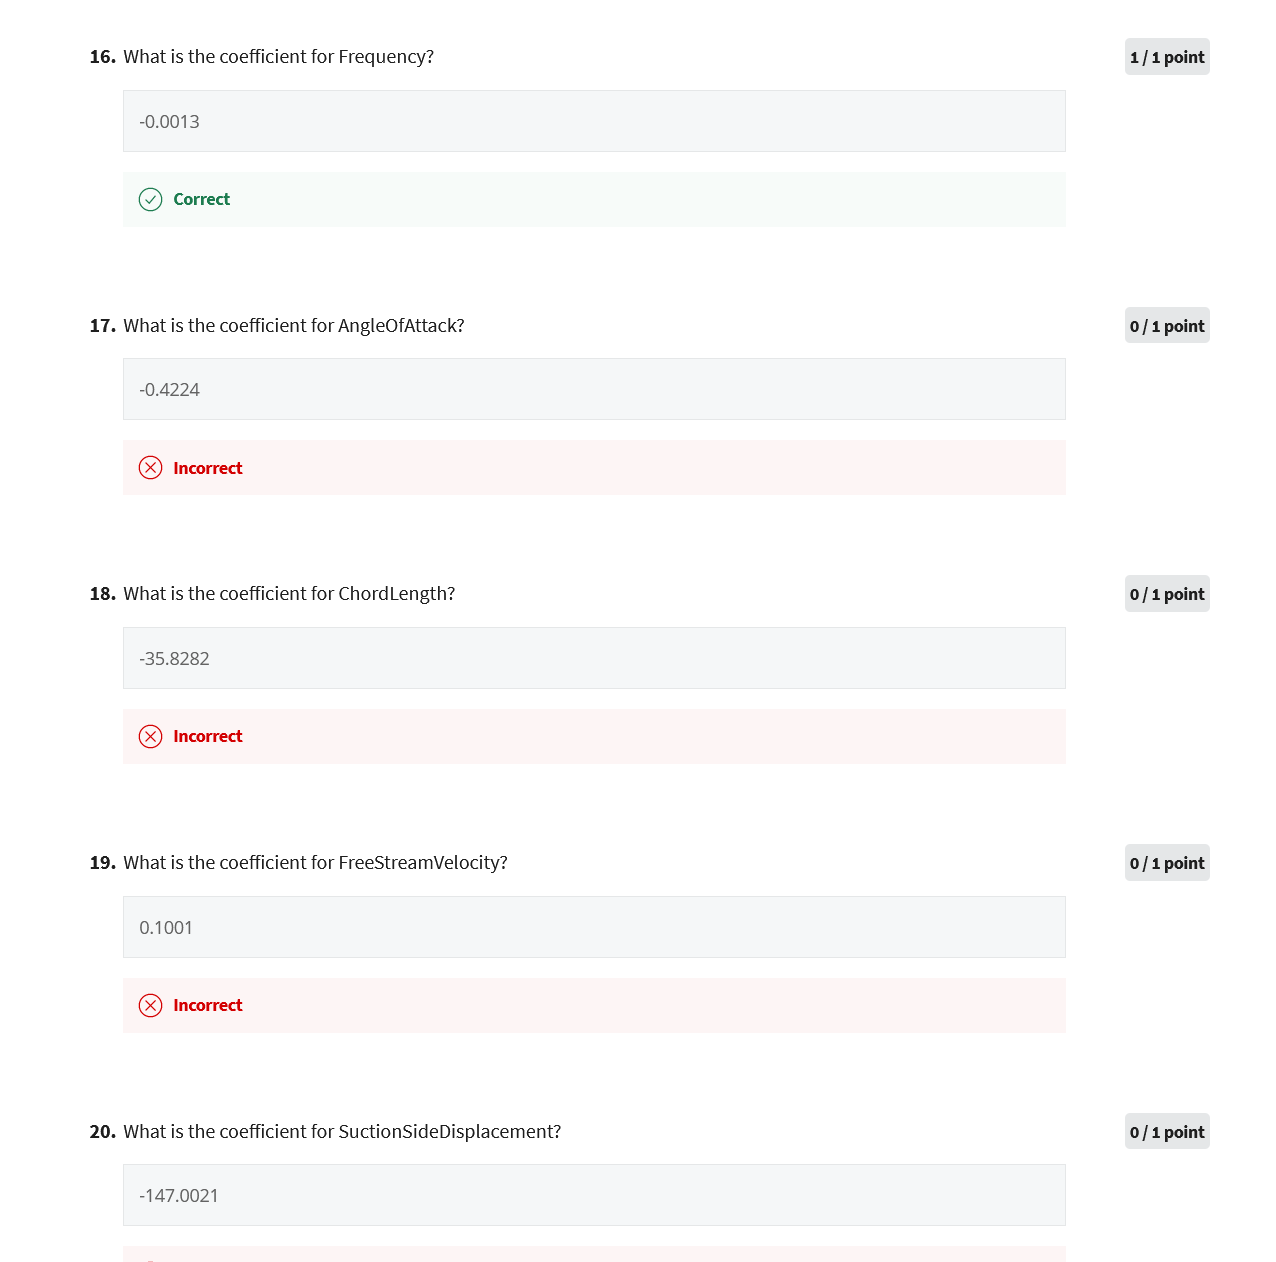 16. What is the coefficient for Frequency?
1 / 1 point
-0.0013
Correct
17. What is the coefficient for AngleOfAttack?
0 / 1 point
-0.4224
Incorrect
18. What is the coefficient for ChordLength?
0 / 1 point
-35.8282
Incorrect
19. What is the coefficient for FreeStreamVelocity?
0 / 1 point
0.1001
Incorrect
20. What is the coefficient for SuctionSideDisplacement?
0 / 1 point
-147.0021